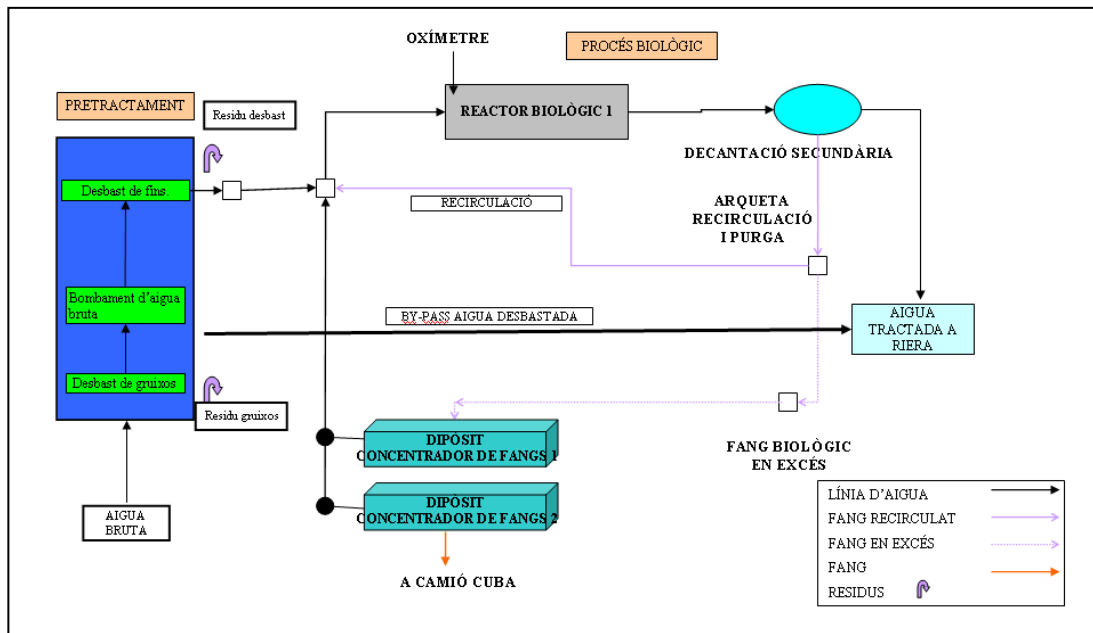 OXÍMETRE
PROCÉS BIOLÒGIC
PRETRACTAMENT
Residu desbast
REACTOR BIOLÒGIC 1
DECANTACIÓ SECUNDÀRIA
Desbast de fins.
RECIRCULACIÓ
ARQUETA
RECIRCULACIÓ
I PURGA
Bombament d'aigua
bruta
BY-PASS AIGUA DESBASTADA
AIGUA
TRACTADA A
RIERA
Desbast de gruixos
Residu gruixos
DIPÒSIT
CONCENTRADOR DE FANGS 1
FANG BIOLÒGIC
EN EXCÉS
DIPÒSIT
CONCENTRADOR DE FANGS 2
AIGUA
BRUTA
A CAMIÓ CUBA
LÍNIA D'AIGUA
FANG RECIRCULAT
FANG EN EXCÉS
FANG
RESIDUS